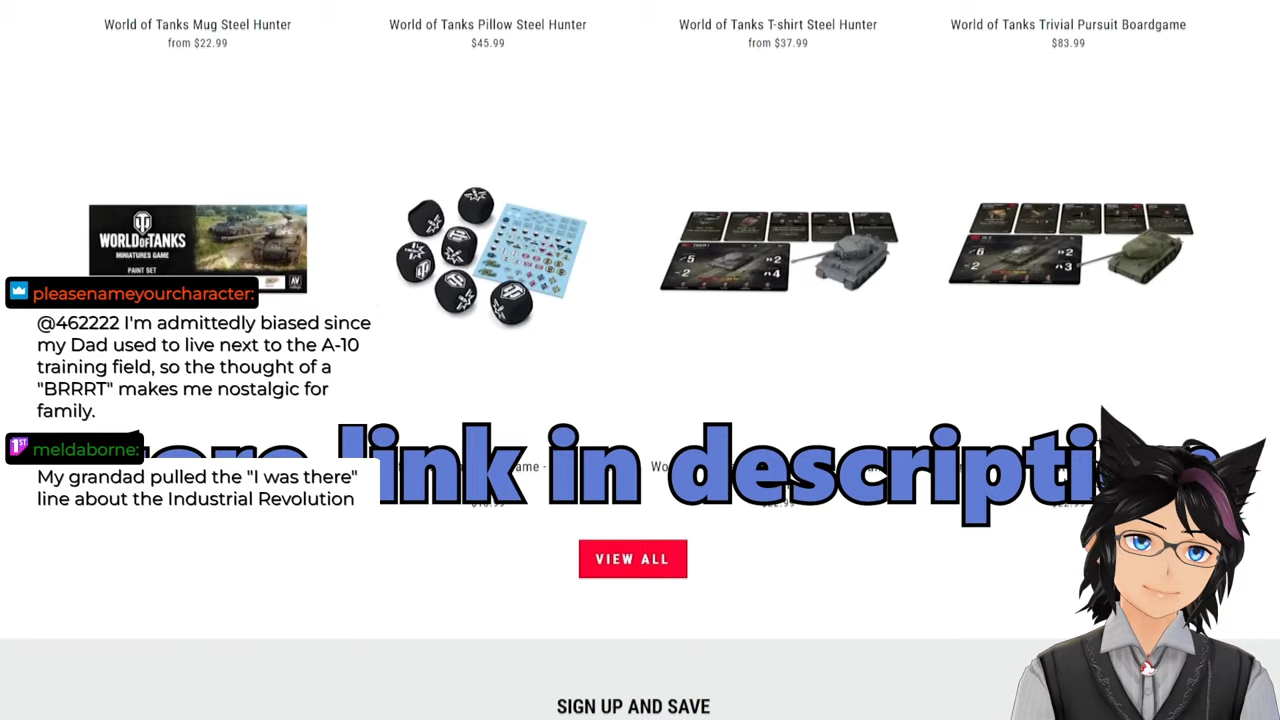 World of Tanks Mug Steel Hunter
from $22.99
World of Tanks Pillow Steel Hunter
$45.99
World of Tanks T-shirt Steel Hunter
from $37.99
World of Tanks Trivial Pursuit Boardgame
$83.99
WORLD OF TANKS
MINIATURES GAME
PAINT SET
pleasenameyourcharacter:
@462222 I'm admittedly biased since
my Dad used to live next to the A-10
training field, so the thought of a
"BRRRT" makes me nostalgic for
family.
meldaborne:
My grandad pulled the "I was there"
line about the Industrial Revolution
link in descripti
VIEW ALL
SIGN UP AND SAVE